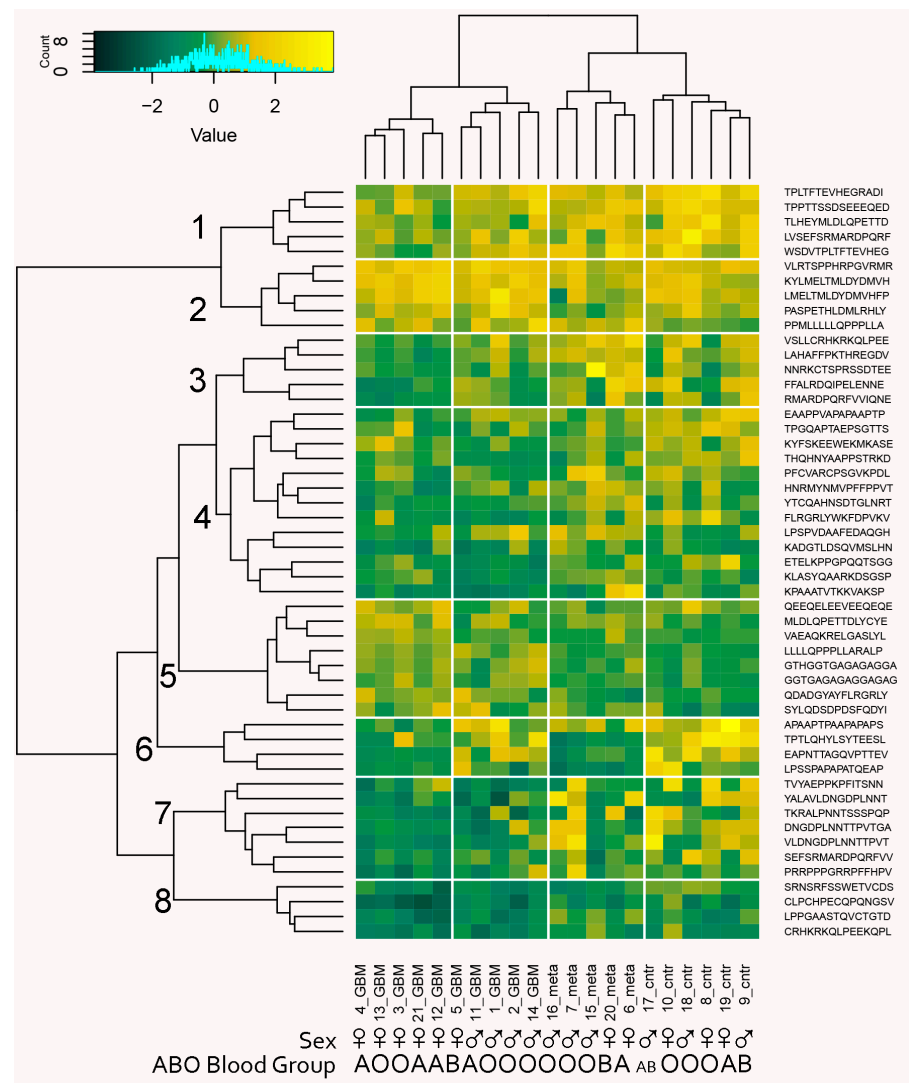 Count
8
0
−2 0 2
Value
1
2
3
4
5
6
7
8
TPLTFTEVHEGRADI
TPPTTSSDSEEEQED
TLHEYMLDLQPETTD
LVSEFSRMARDPQRF
WSDVTPLTFTEVHEG
VLRTSPPHRPGVRMR
KYLMELTMLDYDMVH
LMELTMLDYDMVHFP
PASPETHLDMLRHLY
PPMLLLLLQPPPLLA
VSLLCRHKRKQLPEE
LAHAFFPKTHREGDV
NNRKCTSPRSSDTEE
FFALRDQIPELENNE
RMARDPQRFVVIQNE
EAAPPVAPAPAAPTP
TPGQAPTAEPSGTTS
KYFSKEEWEKMKASE
THQHNYAAPPSTRKD
PFCVARCPSGVKPDL
HNRMYNMVPFFPPVT
YTCQAHNSDTGLNRT
FLRGRLYWKFDPVKV
LPSPVDAAFEDAQGH
KADGTLDSQVMSLHN
ETELKPPGPQQTSGG
KLASYQAARKDSGSP
KPAAATVTKKVAKSP
QEEQELEEVEEQEQE
MLDLQPETTDLYCYE
VAEAQKRELGASLYL
LLLLQPPPLLARALP
GTHGGTGAGAGAGGA
GGTGAGAGAGGAGAG
QDADGYAYFLRGRLY
SYLQDSDPDSFQDYI
APAAPTPAAPAPAPS
TPTLQHYLSYTEESL
EAPNTTAGQVPTTEV
LPSSPAPAPATQEAP
TVYAEPPKPFITSNN
YALAVLDNGDPLNNT
TKRALPNNTSSSPQP
DNGDPLNNTTPVTGA
VLDNGDPLNNTTPVT
SEFSRMARDPQRFVV
PRRPPPGRRPFFHPV
SRNSRFSSWETVCDS
CLPCHPECQPQNGSV
LPPGAASTQVCTGTD
CRHKRKQLPEEKQPL
4_GBM
13_GBM
3_GBM
21_GBM
12_GBM
5_GBM
11_GBM
1_GBM
2_GBM
14_GBM
16_meta
7_meta
15_meta
20_meta
6_meta
17_cntr
10_cntr
18_cntr
8_cntr
19_cntr
9_cntr
Sex ♀ ♀ ♀ ♀ ♀ ♀ ♂ ♂ ♂ ♂ ♂ ♂ ♂ ♀ ♀ ♂ ♀ ♂ ♀ ♀ ♂
ABO Blood Group AOOAABAOOOOOOBA AB OOOAB